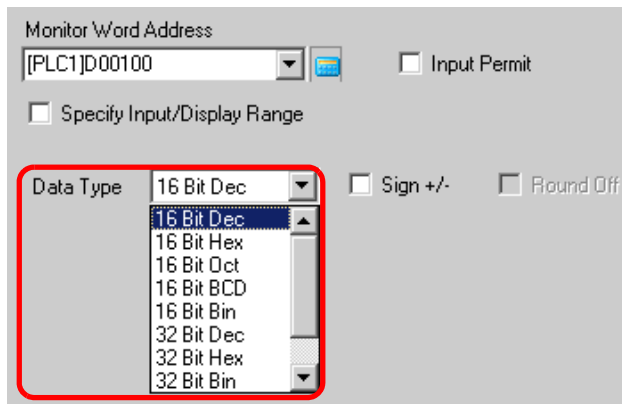 Monitor Word Address
[PLC1]D00100
Input Permit
Specify Input/Display Range
Data Type 16 Bit Dec Sign +/- Round Off
16 Bit Dec
16 Bit Hex
16 Bit Oct
16 Bit BCD
16 Bit Bin
32 Bit Dec
32 Bit Hex
32 Bit Bin